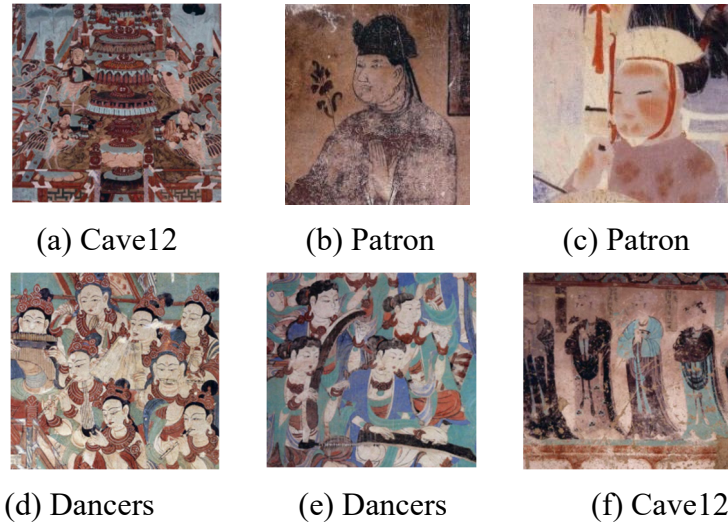 (a) Cave12
(b) Patron
(c) Patron
(d) Dancers
(e) Dancers
(f) Cave12